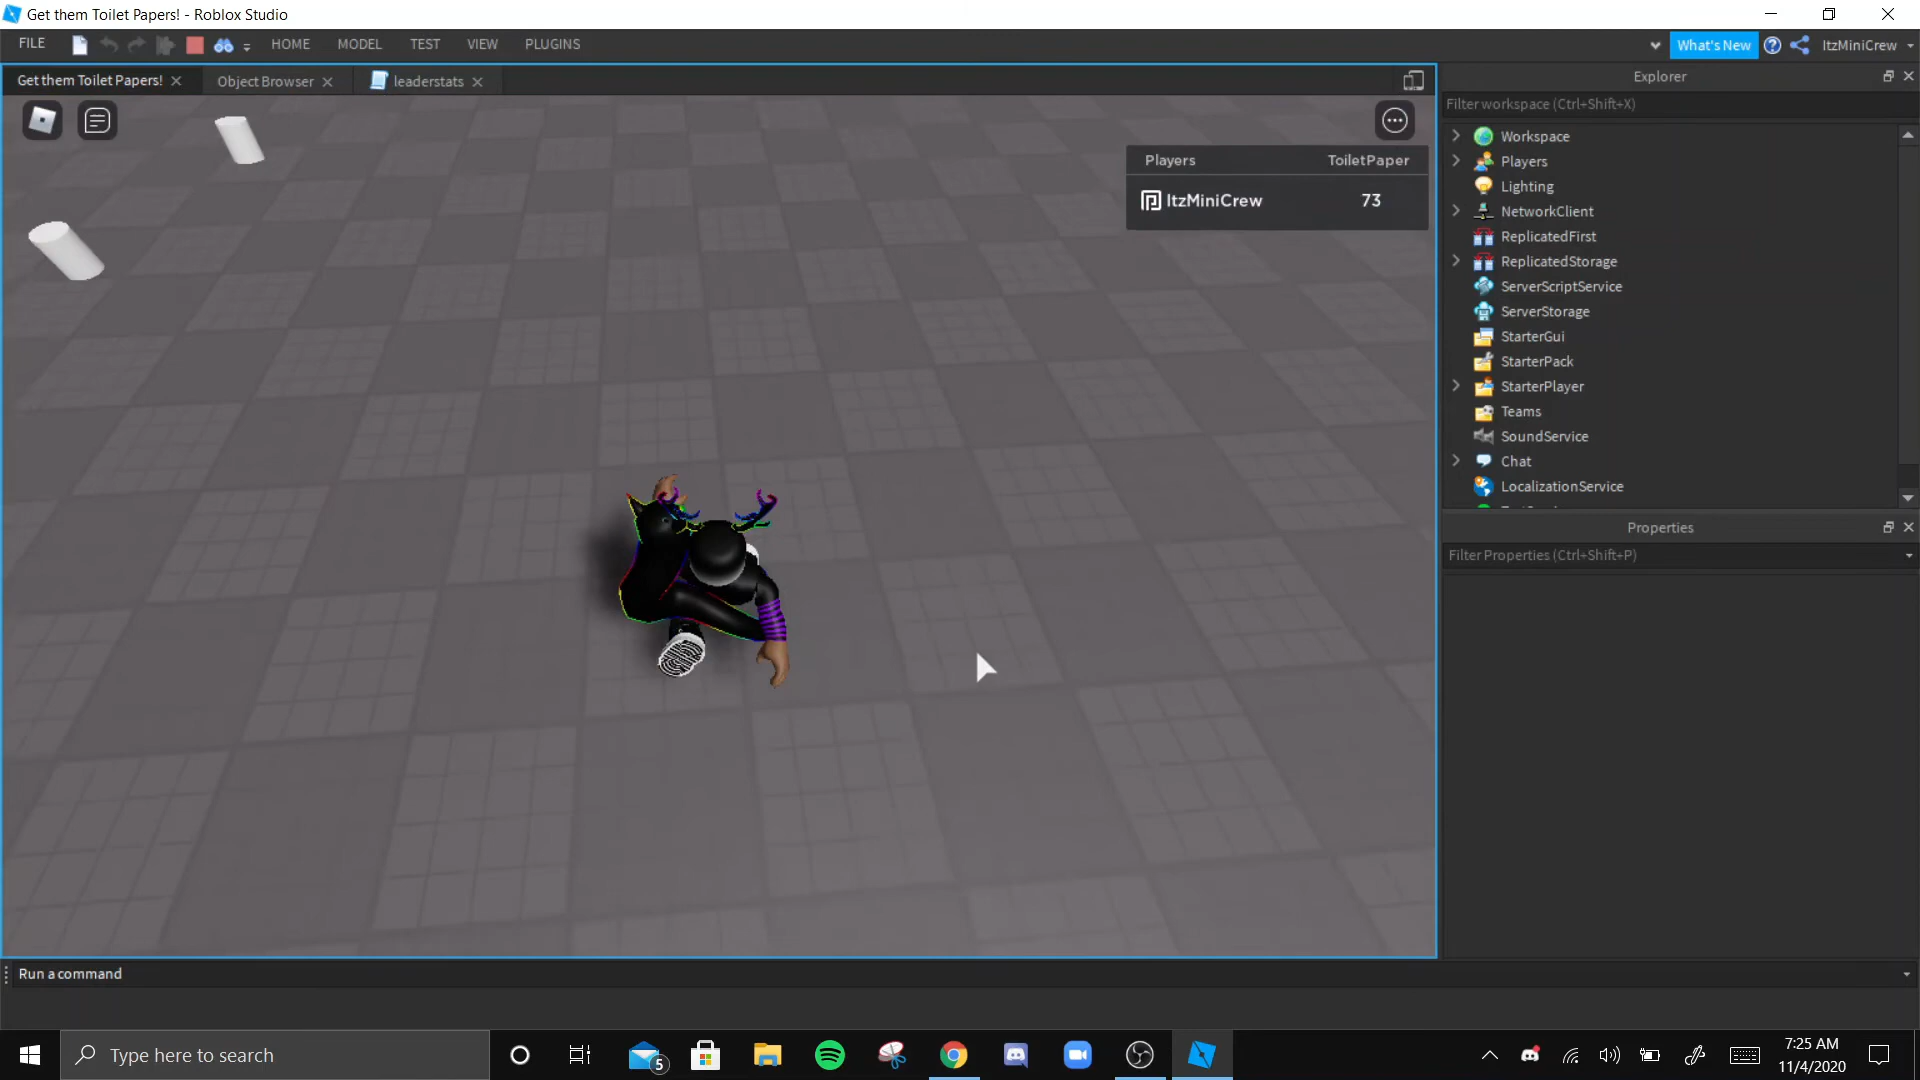 Get them Toilet Papers! - Roblox Studio
FILE
HOME
MODEL
TEST
VIEW
PLUGINS
What's New
ItzMiniCrew
Get them Toilet Papers!
Object Browser
leaderstats
Players ToiletPaper
ItzMiniCrew 73
Explorer
Filter workspace (Ctrl+Shift+X)
Workspace
Players
Lighting
NetworkClient
ReplicatedFirst
ReplicatedStorage
ServerScriptService
ServerStorage
StarterGui
StarterPack
StarterPlayer
Teams
SoundService
Chat
LocalizationService
Properties
Filter Properties (Ctrl+Shift+P)
Run a command
Type here to search
5
7:25 AM
11/4/2020